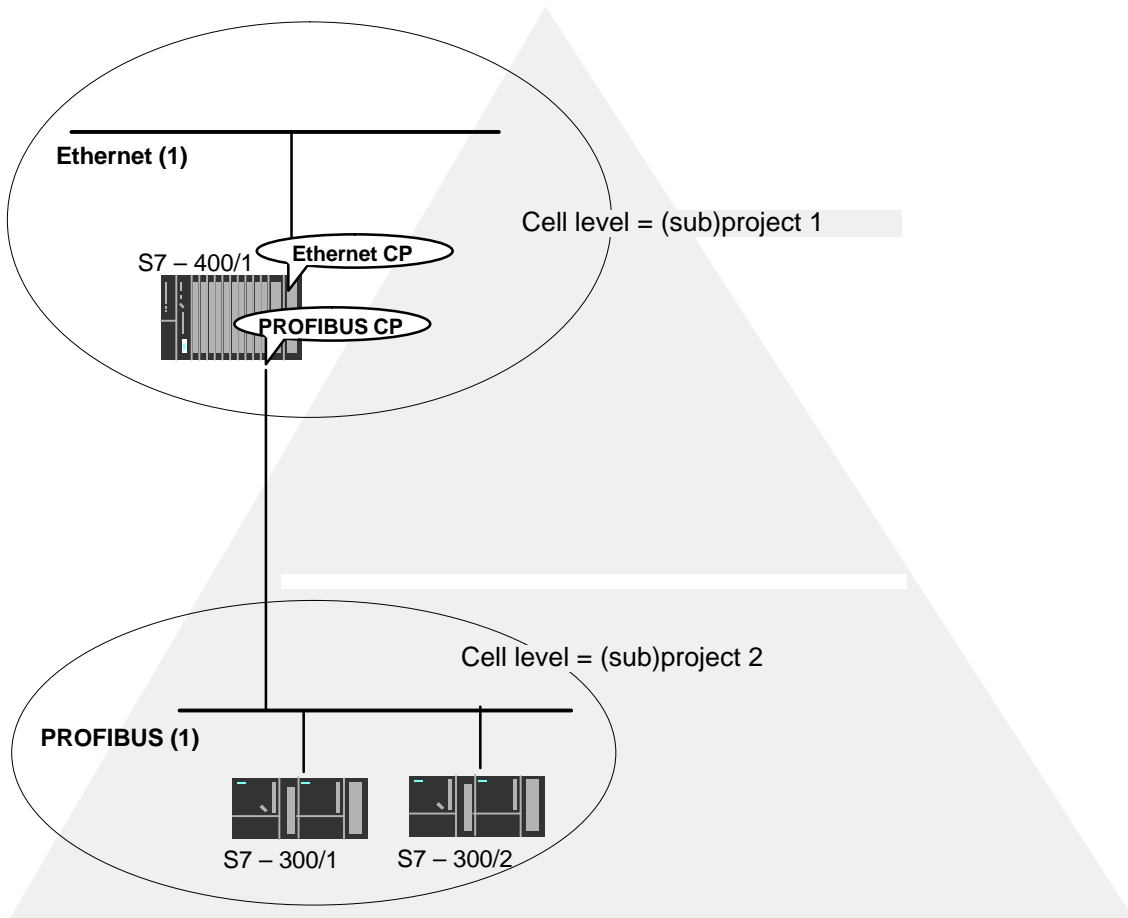 Ethernet (1)
Cell level = (sub)project 1
S7 – 400/1
Ethernet CP
PROFIBUS CP
Cell level = (sub)project 2
PROFIBUS (1)
S7 – 300/1
S7 – 300/2